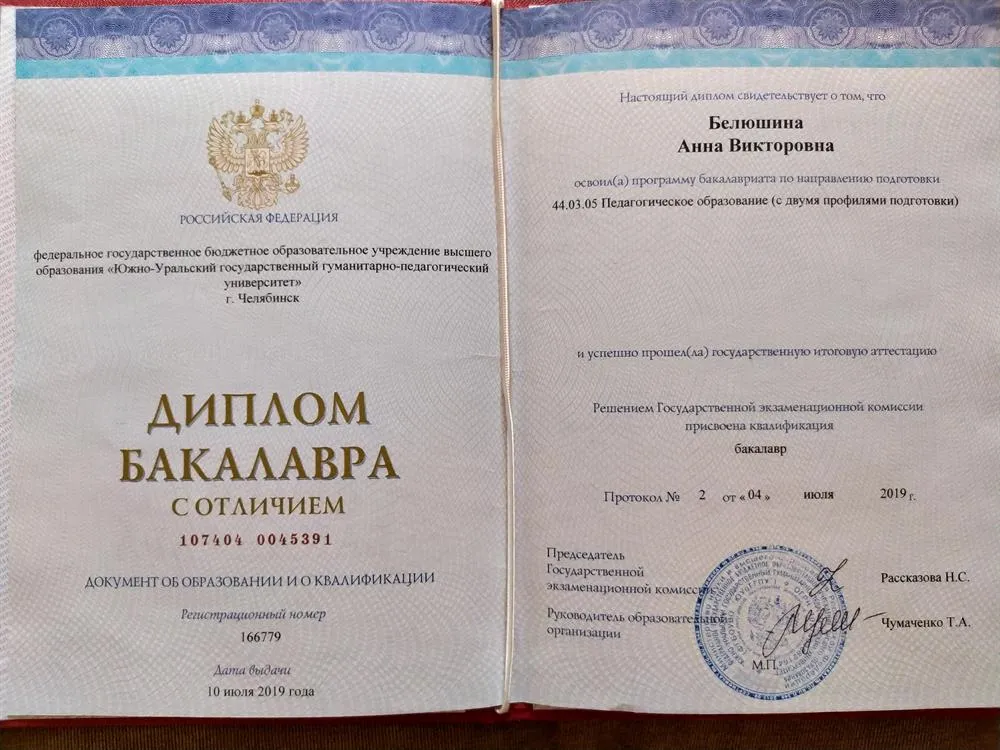 РОССИЙСКАЯ ФЕДЕРАЦИЯ
федеральное государственное бюджетное образовательное учреждение высшего
образования «Южно-Уральский государственный гуманитарно-педагогический
университет»
г. Челябинск
ДИПЛОМ
БАКАЛАВРА
С ОТЛИЧИЕМ
107404 0045391
ДОКУМЕНТ ОБ ОБРАЗОВАНИИ И О КВАЛИФИКАЦИИ
Регистрационный номер
166779
Дата выдачи
10 июля 2019 года
Настоящий диплом свидетельствует о том, что
Белюшина
Анна Викторовна
освоил(а) программу бакалавриата по направлению подготовки
44.03.05 Педагогическое образование (с двумя профилями подготовки)
и успешно прошел(ла) государственную итоговую аттестацию
Решением Государственной экзаменационной комиссии
присвоена квалификация
бакалавр
Протокол № 2 от « 04 » июля 2019 г.
Председатель
Государственной
экзаменационной комиссии Рассказова Н.С.
Руководитель образовательной
организации Чумаченко Т.А.
М.П.